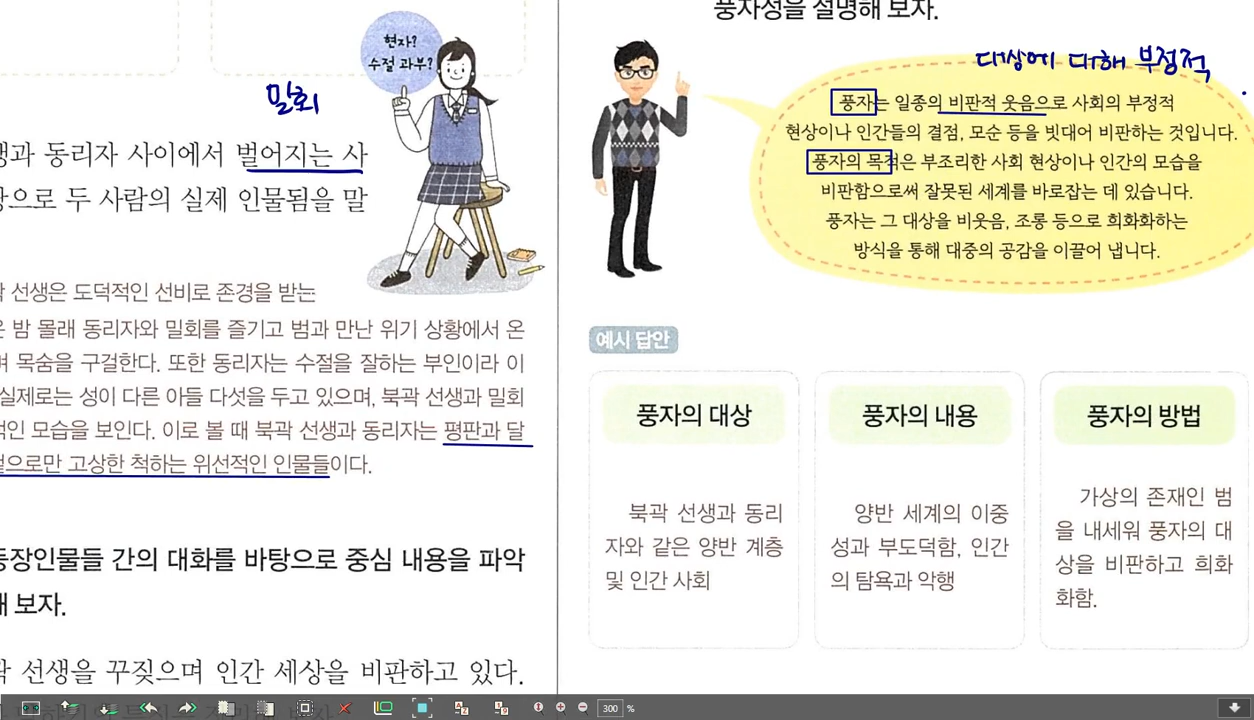 현자?
수절 과부?
밀회
생과 동리자 사이에서 벌어지는 사
으로 두 사람의 실제 인물됨을 말
곽 선생은 도덕적인 선비로 존경을 받는
은 밤 몰래 동리자와 밀회를 즐기고 범과 만난 위기 상황에서 온
며 목숨을 구걸한다. 또한 동리자는 수절을 잘하는 부인이라 이
실제로는 성이 다른 아들 다섯을 두고 있으며, 북곽 선생과 밀회
적인 모습을 보인다. 이로 볼 때 북곽 선생과 동리자는 평판과 달
겉으로만 고상한 척하는 위선적인 인물들이다.
등장인물들 간의 대화를 바탕으로 중심 내용을 파악
해 보자.
곽 선생을 꾸짖으며 인간 세상을 비판하고 있다.
풍자성을 설명해 보자.
대상에 대해 부정적
풍자는 일종의 비판적 웃음으로 사회의 부정적
현상이나 인간들의 결점, 모순 등을 빗대어 비판하는 것입니다.
풍자의 목적은 부조리한 사회 현상이나 인간의 모습을
비판함으로써 잘못된 세계를 바로잡는 데 있습니다.
풍자는 그 대상을 비웃음, 조롱 등으로 희화화하는
방식을 통해 대중의 공감을 이끌어 냅니다.
예시 답안
풍자의 대상
북곽 선생과 동리
자와 같은 양반 계층
및 인간 사회
풍자의 내용
양반 세계의 이중
성과 부도덕함, 인간
의 탐욕과 악행
풍자의 방법
가상의 존재인 범
을 내세워 풍자의 대
상을 비판하고 희화
화함.
300 %